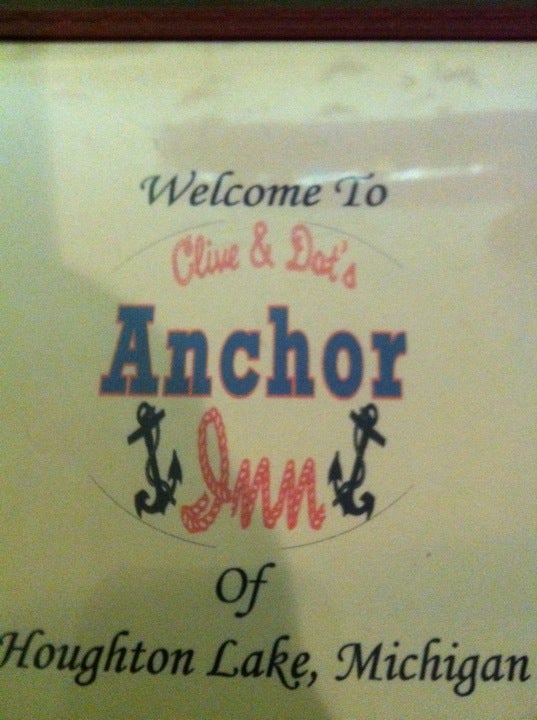 Welcome To
Clive & Dot's
Anchor
Inn
Of
Houghton Lake, Michigan